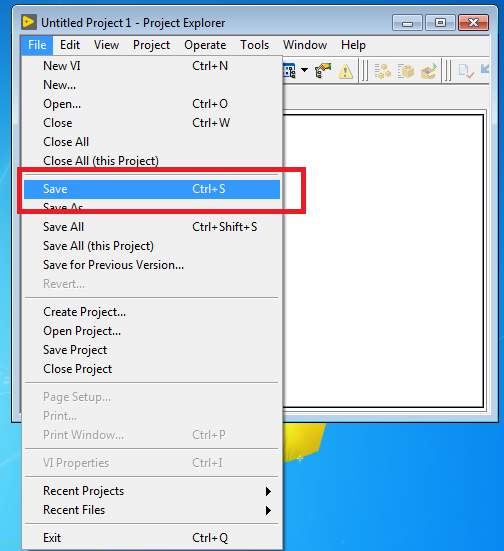 Untitled Project 1 - Project Explorer
File Edit View Project Operate Tools Window Help
New VI Ctrl+N
New...
Open... Ctrl+O
Close Ctrl+W
Close All
Close All (this Project)
Save Ctrl+S
Save As
Save All Ctrl+Shift+S
Save All (this Project)
Save for Previous Version...
Revert...
Create Project...
Open Project...
Save Project
Close Project
Page Setup...
Print...
Print Window... Ctrl+P
VI Properties Ctrl+I
Recent Projects
Recent Files
Exit Ctrl+Q